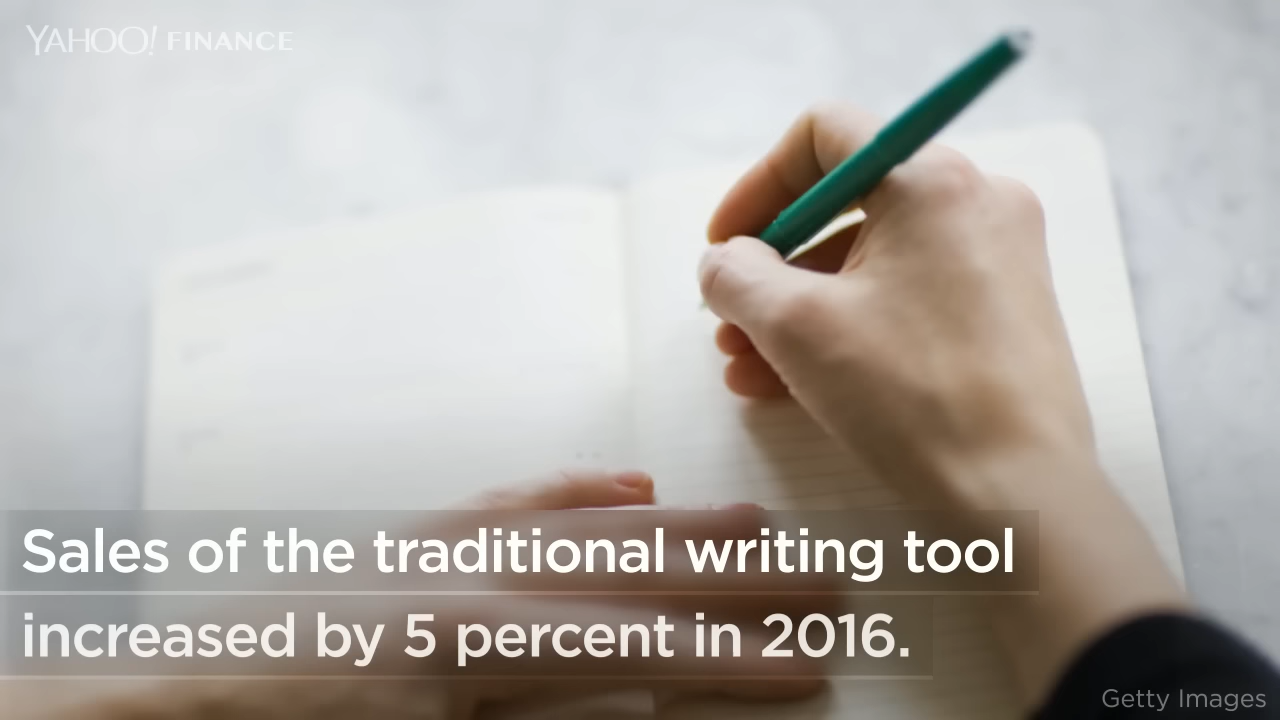 YAHOO! FINANCE
Sales of the traditional writing tool
increased by 5 percent in 2016.
Getty Images